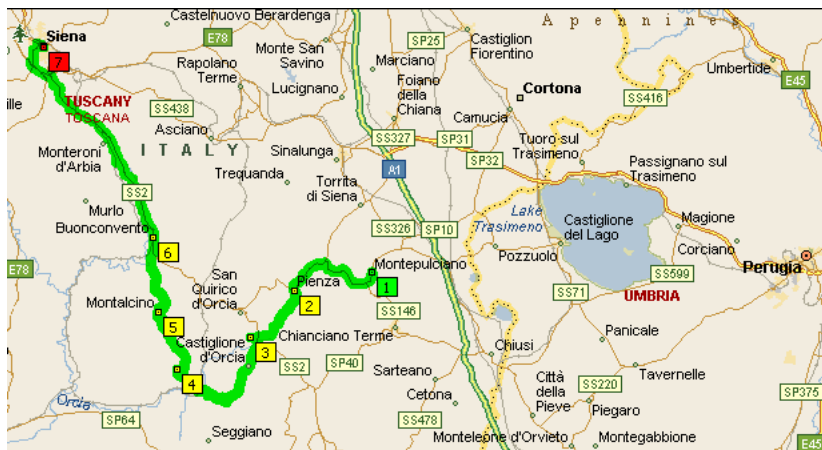 Siena
7
Castelnuovo Berardenga
E78
Monte San
Savino
SP25
Castiglion
Fiorentino
Apennines
Umbertide
E45
Rapolano
Terme
Lucignano
Marciano
Foiano
della
Chiana
Cortona
SS416
ille
TUSCANY
TOSCANA
SS438
Asciano
Camucia
ITALY
SS327
SP31
Tuoro sul
Trasimeno
Monteroni
d'Arbia
Sinalunga
A1
SP32
Passignano sul
Trasimeno
SS2
Trequanda
Torrita
di Siena
Murlo
Buonconvento
Lake
Trasimeno
Castiglione
del Lago
Magione
SS326
SP10
6
Pozzuolo
Corciano
Perugia
E78
San
Quirico
d'Orcia
Pienza
Montepulciano
1
2
SS599
SS71
UMBRIA
Montalcino
SS146
5
Castiglione
d'Orcia
3
Chianciano Terme
Panicale
Chiusi
SS2
SP40
Tavernelle
4
Sarteano
Città
della
Pieve
SS220
Orcia
Cetona
Piegaro
SP375
SP64
SS478
Seggiano
Monteleone d'Orvieto
Montegabbione
E45